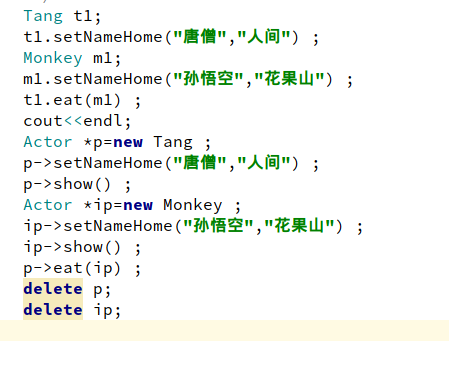 Tang t1;
t1.setNameHome("唐僧","人间") ;
Monkey m1;
m1.setNameHome("孙悟空","花果山") ;
t1.eat(m1) ;
cout<<endl;
Actor *p=new Tang ;
p->setNameHome("唐僧","人间") ;
p->show() ;
Actor *ip=new Monkey ;
ip->setNameHome("孙悟空","花果山") ;
ip->show() ;
p->eat(ip) ;
delete p;
delete ip;